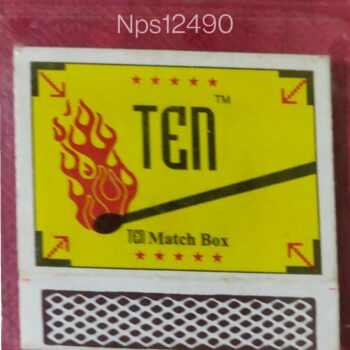 Nps12490
TEN™
TEN Match Box